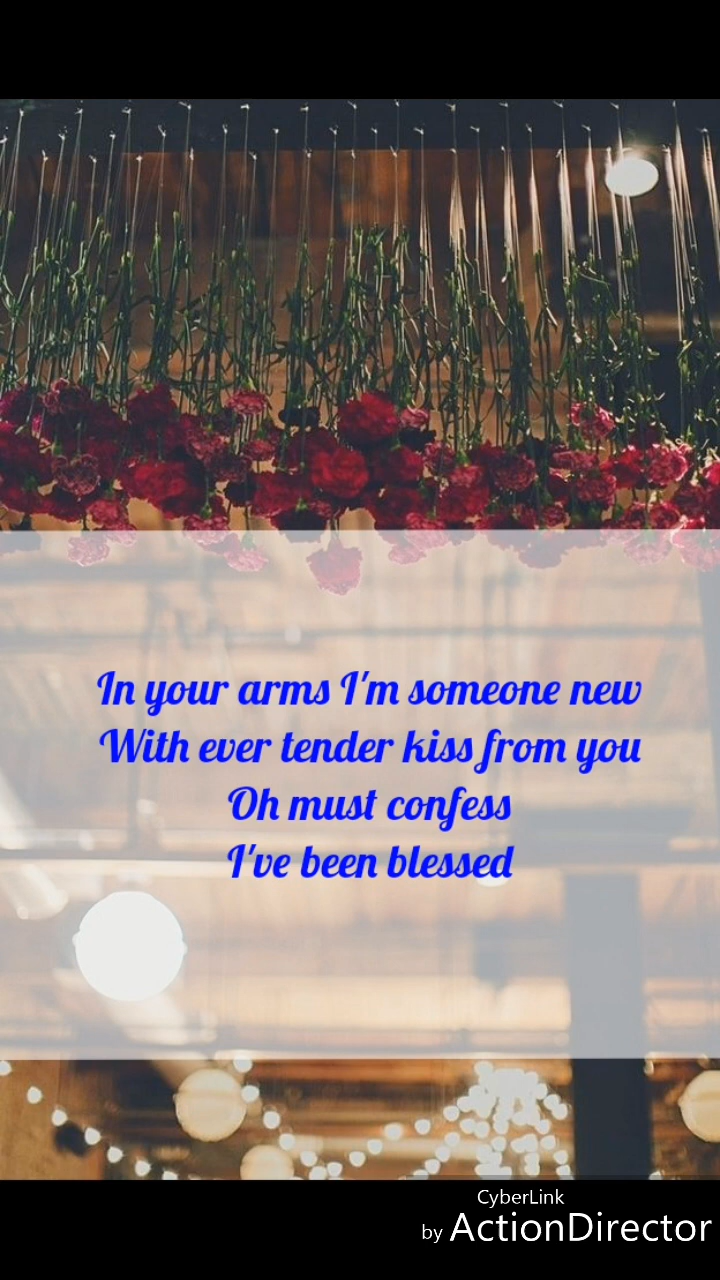 In your arms I'm someone new
With ever tender kiss from you
Oh must confess
I've been blessed
CyberLink
by ActionDirector